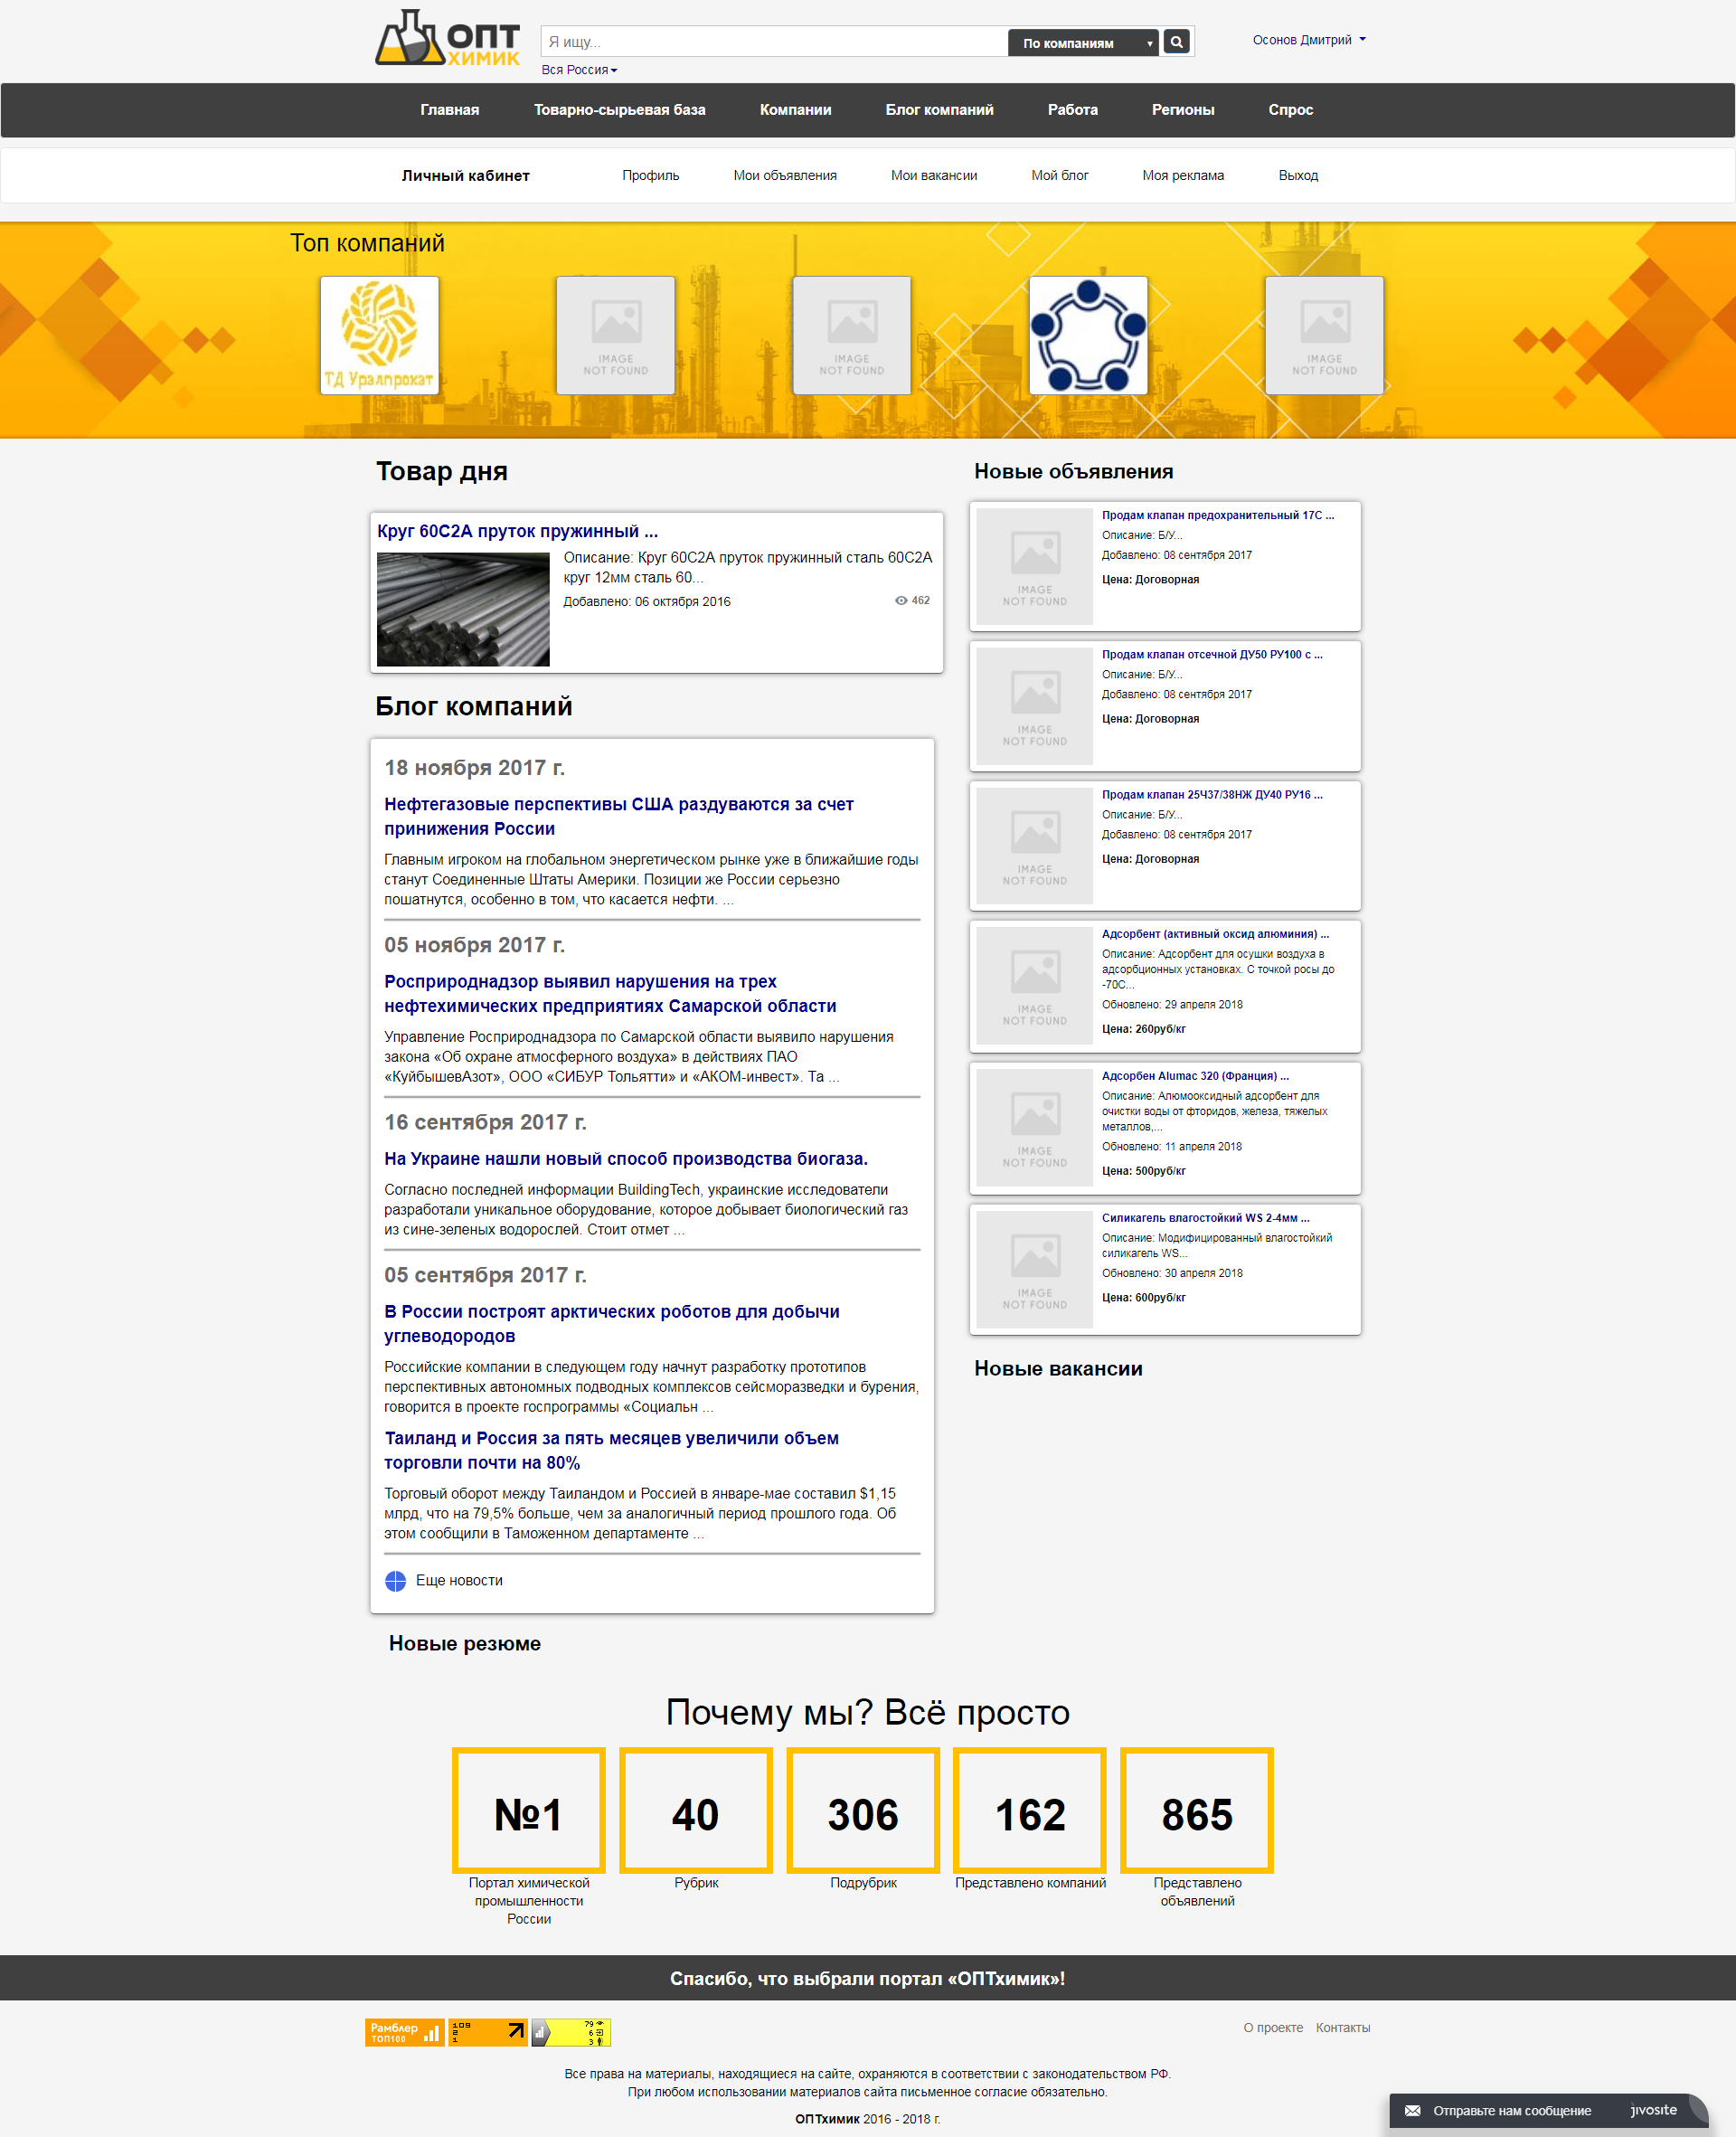 ОПТ
ХИМИК
Я ищу...
По компаниям
Осонов Дмитрий
Вся Россия
Главная
Товарно-сырьевая база
Компании
Блог компаний
Работа
Регионы
Спрос
Личный кабинет
Профиль
Мои объявления
Мои вакансии
Мой блог
Моя реклама
Выход
Топ компаний
ТД Уралпрокат
IMAGE
NOT FOUND
IMAGE
NOT FOUND
IMAGE
NOT FOUND
Товар дня
Круг 60С2А пруток пружинный ...
Описание: Круг 60С2А пруток пружинный сталь 60С2А
круг 12мм сталь 60...
Добавлено: 06 октября 2016
462
Блог компаний
18 ноября 2017 г.
Нефтегазовые перспективы США раздуваются за счет
принижения России
Главным игроком на глобальном энергетическом рынке уже в ближайшие годы
станут Соединенные Штаты Америки. Позиции же России серьезно
пошатнутся, особенно в том, что касается нефти. ...
05 ноября 2017 г.
Росприроднадзор выявил нарушения на трех
нефтехимических предприятиях Самарской области
Управление Росприроднадзора по Самарской области выявило нарушения
закона «Об охране атмосферного воздуха» в действиях ПАО
«КуйбышевАзот», ООО «СИБУР Тольятти» и «АКОМ-инвест». Та ...
16 сентября 2017 г.
На Украине нашли новый способ производства биогаза.
Согласно последней информации BuildingTech, украинские исследователи
разработали уникальное оборудование, которое добывает биологический газ
из сине-зеленых водорослей. Стоит отмет ...
05 сентября 2017 г.
В России построят арктических роботов для добычи
углеводородов
Российские компании в следующем году начнут разработку прототипов
перспективных автономных подводных комплексов сейсморазведки и бурения,
говорится в проекте госпрограммы «Социальн ...
Таиланд и Россия за пять месяцев увеличили объем
торговли почти на 80%
Торговый оборот между Таиландом и Россией в январе-мае составил $1,15
млрд, что на 79,5% больше, чем за аналогичный период прошлого года. Об
этом сообщили в Таможенном департаменте ...
Еще новости
Новые резюме
Новые объявления
IMAGE
NOT FOUND
Продам клапан предохранительный 17С ...
Описание: Б/У...
Добавлено: 08 сентября 2017
Цена: Договорная
IMAGE
NOT FOUND
Продам клапан отсечной ДУ50 РУ100 с ...
Описание: Б/У...
Добавлено: 08 сентября 2017
Цена: Договорная
IMAGE
NOT FOUND
Продам клапан 25Ч37/38НЖ ДУ40 РУ16 ...
Описание: Б/У...
Добавлено: 08 сентября 2017
Цена: Договорная
IMAGE
NOT FOUND
Адсорбент (активный оксид алюминия) ...
Описание: Адсорбент для осушки воздуха в
адсорбционных установках. С точкой росы до
-70С...
Обновлено: 29 апреля 2018
Цена: 260руб/кг
IMAGE
NOT FOUND
Адсорбен Alumac 320 (Франция) ...
Описание: Алюмооксидный адсорбент для
очистки воды от фторидов, железа, тяжелых
металлов,...
Обновлено: 11 апреля 2018
Цена: 500руб/кг
IMAGE
NOT FOUND
Силикагель влагостойкий WS 2-4мм ...
Описание: Модифицированный влагостойкий
силикагель WS...
Обновлено: 30 апреля 2018
Цена: 600руб/кг
Новые вакансии
Почему мы? Всё просто
№1
Портал химической
промышленности
России
40
Рубрик
306
Подрубрик
162
Представлено компаний
865
Представлено
объявлений
Спасибо, что выбрали портал «ОПТхимик»!
Рамблер
ТОП100
109
2
1
79
6
3
О проекте
Контакты
Все права на материалы, находящиеся на сайте, охраняются в соответствии с законодательством РФ.
При любом использовании материалов сайта письменное согласие обязательно.
ОПТхимик 2016 - 2018 г.
Отправьте нам сообщение
jivosite